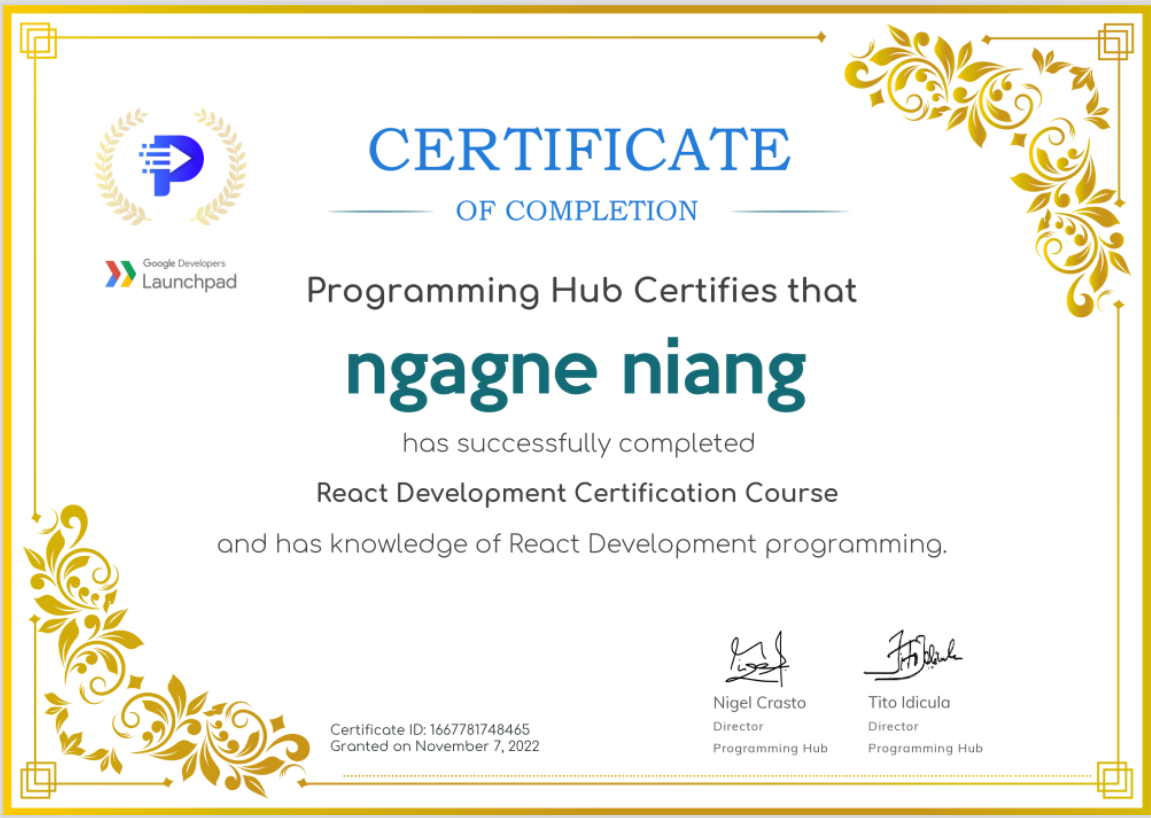 CERTIFICATE
OF COMPLETION
Google Developers
Launchpad
Programming Hub Certifies that
ngagne niang
has successfully completed
React Development Certification Course
and has knowledge of React Development programming.
Nigel Crasto
Director
Programming Hub
Tito Idicula
Director
Programming Hub
Certificate ID: 1667781748465
Granted on November 7, 2022